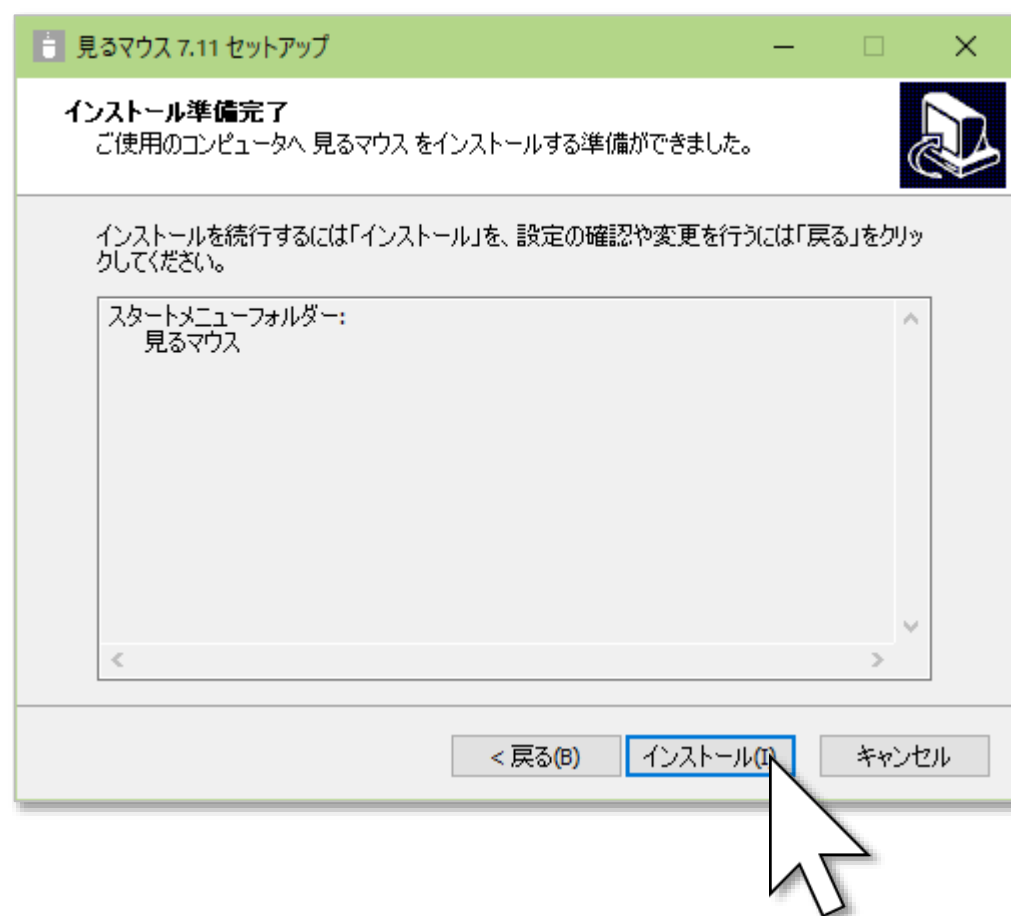 見るマウス 7.11 セットアップ
インストール準備完了
ご使用のコンピュータへ 見るマウス をインストールする準備ができました。
インストールを続行するには「インストール」を、設定の確認や変更を行うには「戻る」をクリッ
クしてください。
スタートメニューフォルダー:
見るマウス
< 戻る(B)
インストール(I)
キャンセル